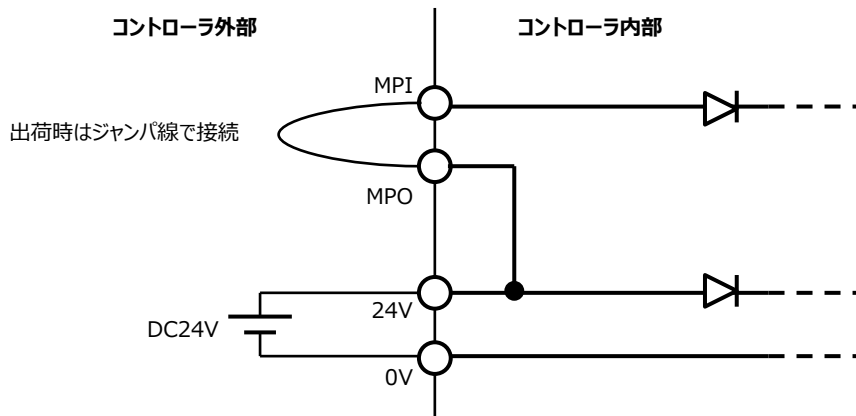 コントローラ外部
コントローラ内部
MPI
出荷時はジャンパ線で接続
MPO
24V
DC24V
0V